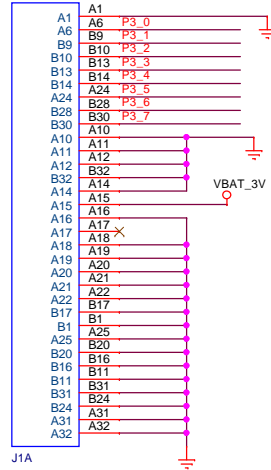 A1 A1
A6 A6 P3_0
B9 B9 P3_1
B10 B10 P3_2
B13 B13 P3_3
B14 B14 P3_4
A24 A24 P3_5
B28 B28 P3_6
B30 B30 P3_7
A10 A10
A11 A11
A12 A12
B32 B32
A14 A14
A15 A15 VBAT_3V
A16 A16
A17 A17
A18 A18
A19 A19
A20 A20
A21 A21
A22 A22
B17 B17
B1 B1
A25 A25
B20 B20
B16 B16
B11 B11
B31 B31
B24 B24
A31 A31
A32 A32
J1A